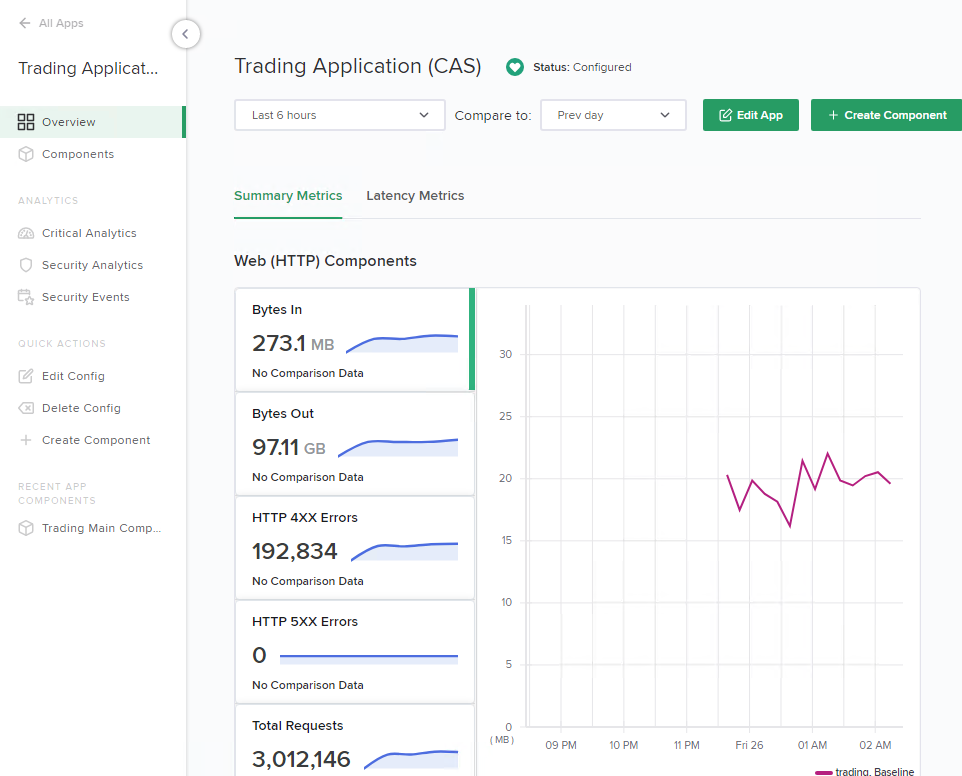 All Apps
Trading Applicat...
Overview
Components
ANALYTICS
Critical Analytics
Security Analytics
Security Events
QUICK ACTIONS
Edit Config
Delete Config
Create Component
RECENT APP
COMPONENTS
Trading Main Comp...
Trading Application (CAS)
Status: Configured
Last 6 hours
Compare to:
Prev day
Edit App
+ Create Component
Summary Metrics
Latency Metrics
Web (HTTP) Components
Bytes In
273.1 MB
No Comparison Data
Bytes Out
97.11 GB
No Comparison Data
HTTP 4XX Errors
192,834
No Comparison Data
HTTP 5XX Errors
0
No Comparison Data
Total Requests
3,012,146
30
25
20
15
10
5
0
(MB)
09 PM 10 PM 11 PM Fri 26 01 AM 02 AM
trading, Baseline